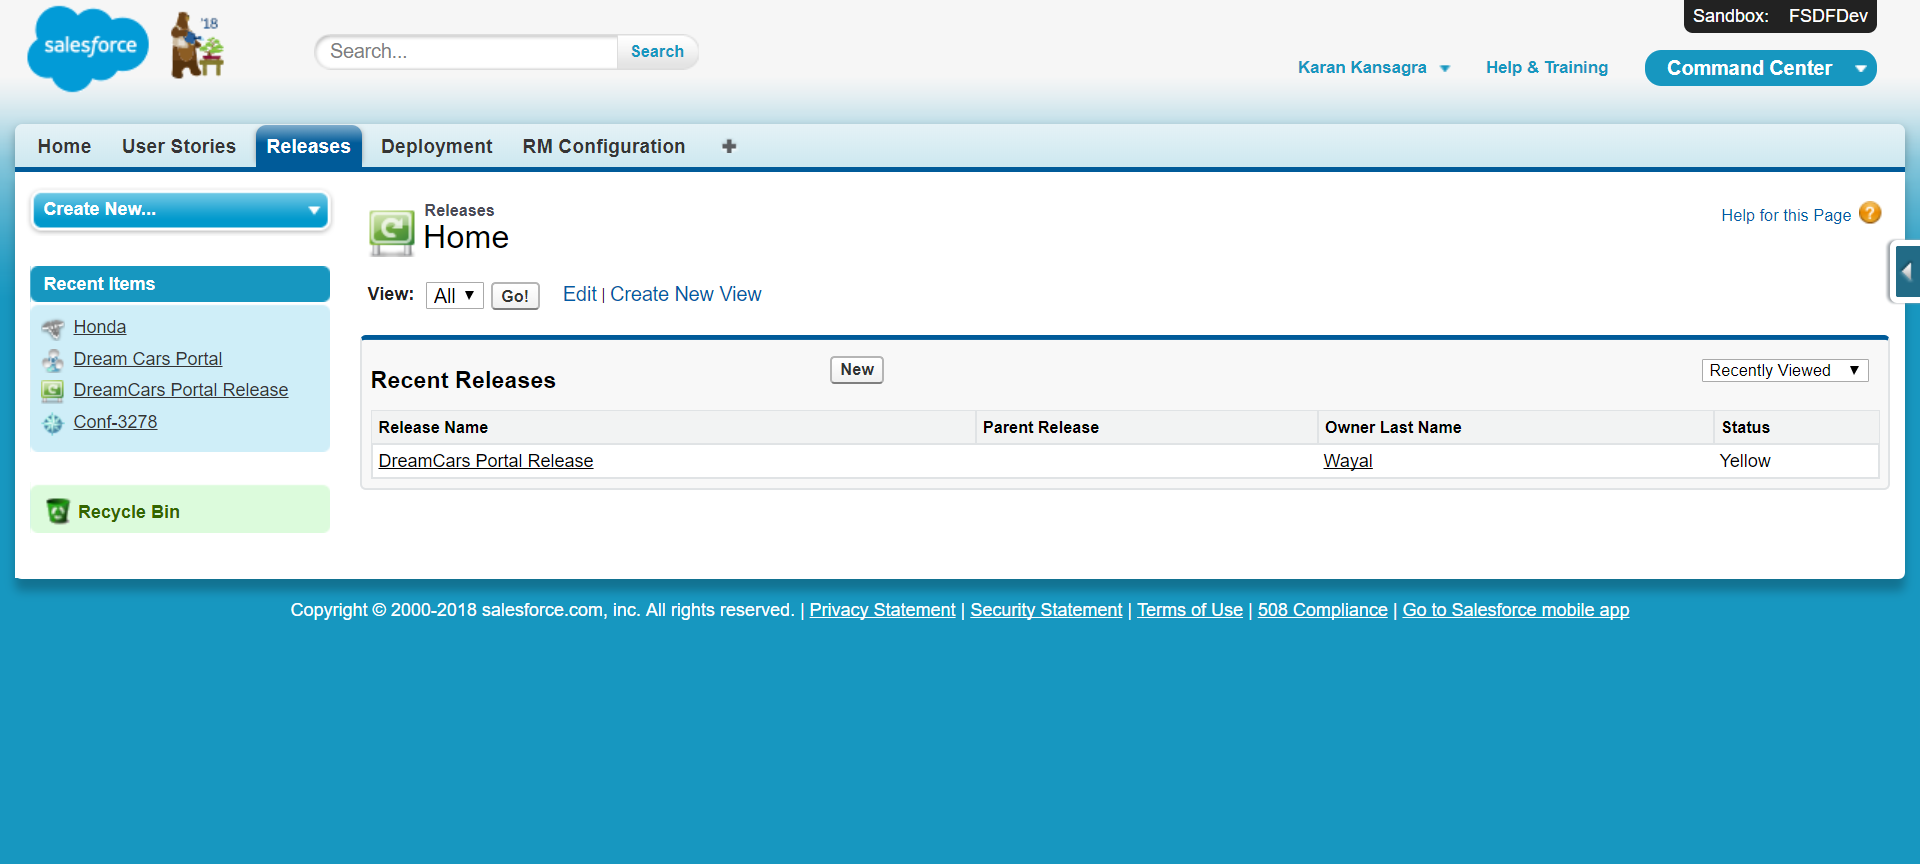 Sandbox: FSDFDev
salesforce
'18
Search... Search
Karan Kansagra Help & Training Command Center
Home User Stories Releases Deployment RM Configuration
Create New...
Recent Items
Honda
Dream Cars Portal
DreamCars Portal Release
Conf-3278
Recycle Bin
Releases
Home
Help for this Page ?
View: All Go! Edit | Create New View
Recent Releases New Recently Viewed
Release Name Parent Release Owner Last Name Status
DreamCars Portal Release Wayal Yellow
Copyright © 2000-2018 salesforce.com, inc. All rights reserved. | Privacy Statement | Security Statement | Terms of Use | 508 Compliance | Go to Salesforce mobile app